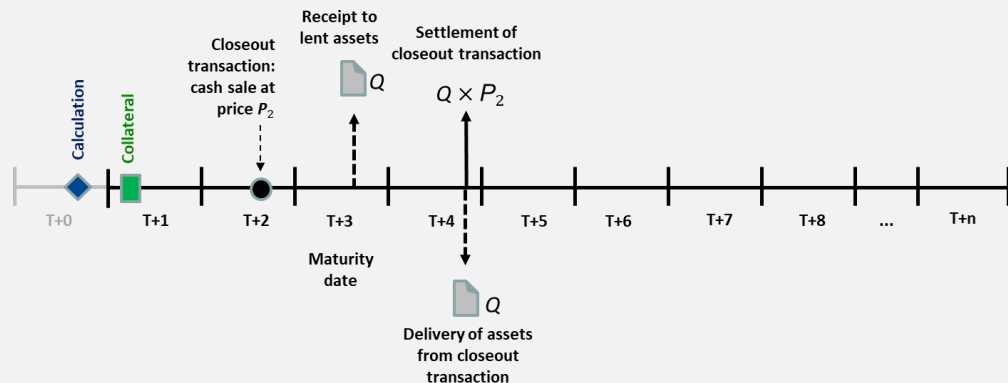 Calculation
Collateral
Closeout
transaction:
cash sale at
price P₂
Receipt to
lent assets
Q
Settlement of
closeout transaction
Q × P₂
T+0
T+1
T+2
T+3
T+4
T+5
T+6
T+7
T+8
...
T+n
Maturity
date
Q
Delivery of assets
from closeout
transaction